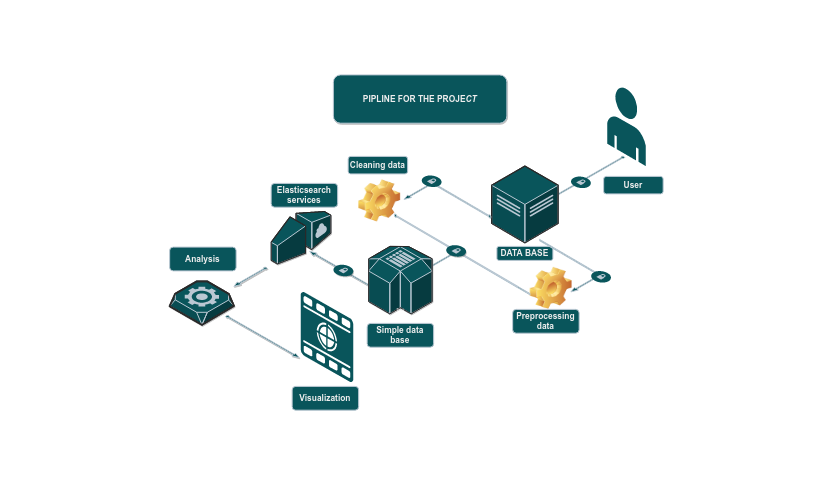 PIPLINE FOR THE PROJECT
Cleaning data
Elasticsearch
services
User
Analysis
DATA BASE
Preprocessing
data
Simple data
base
Visualization